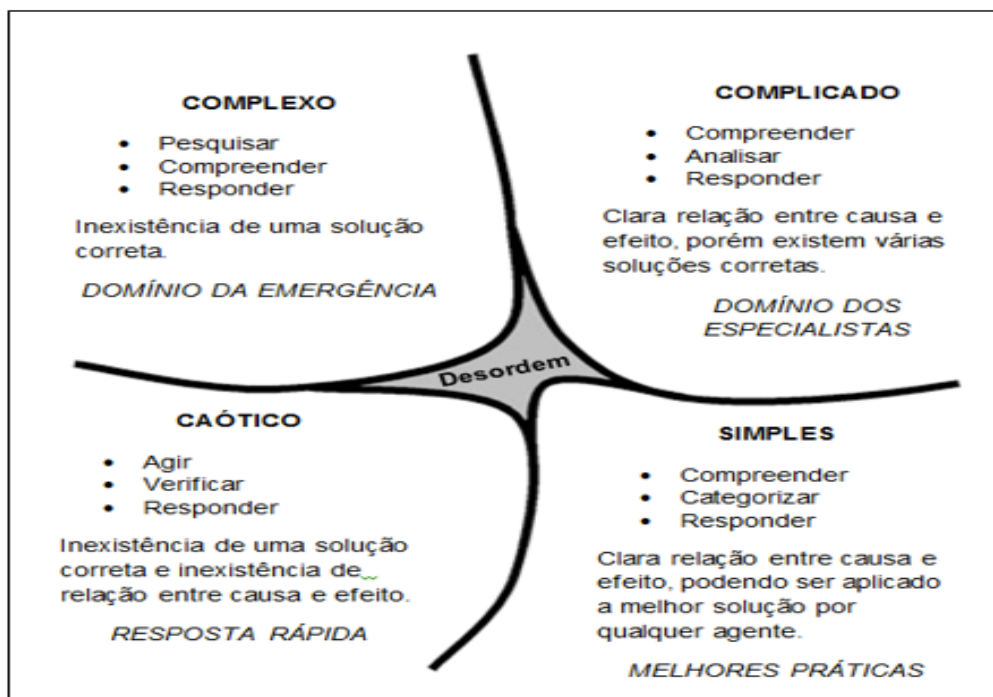 COMPLEXO
• Pesquisar
• Compreender
• Responder
Inexistência de uma solução
correta.
DOMÍNIO DA EMERGÊNCIA
COMPLICADO
• Compreender
• Analisar
• Responder
Clara relação entre causa e
efeito, porém existem várias
soluções corretas.
DOMÍNIO DOS
ESPECIALISTAS
Desordem
CAÓTICO
• Agir
• Verificar
• Responder
Inexistência de uma solução
correta e inexistência de
relação entre causa e efeito.
RESPOSTA RÁPIDA
SIMPLES
• Compreender
• Categorizar
• Responder
Clara relação entre causa e
efeito, podendo ser aplicado
a melhor solução por
qualquer agente.
MELHORES PRÁTICAS